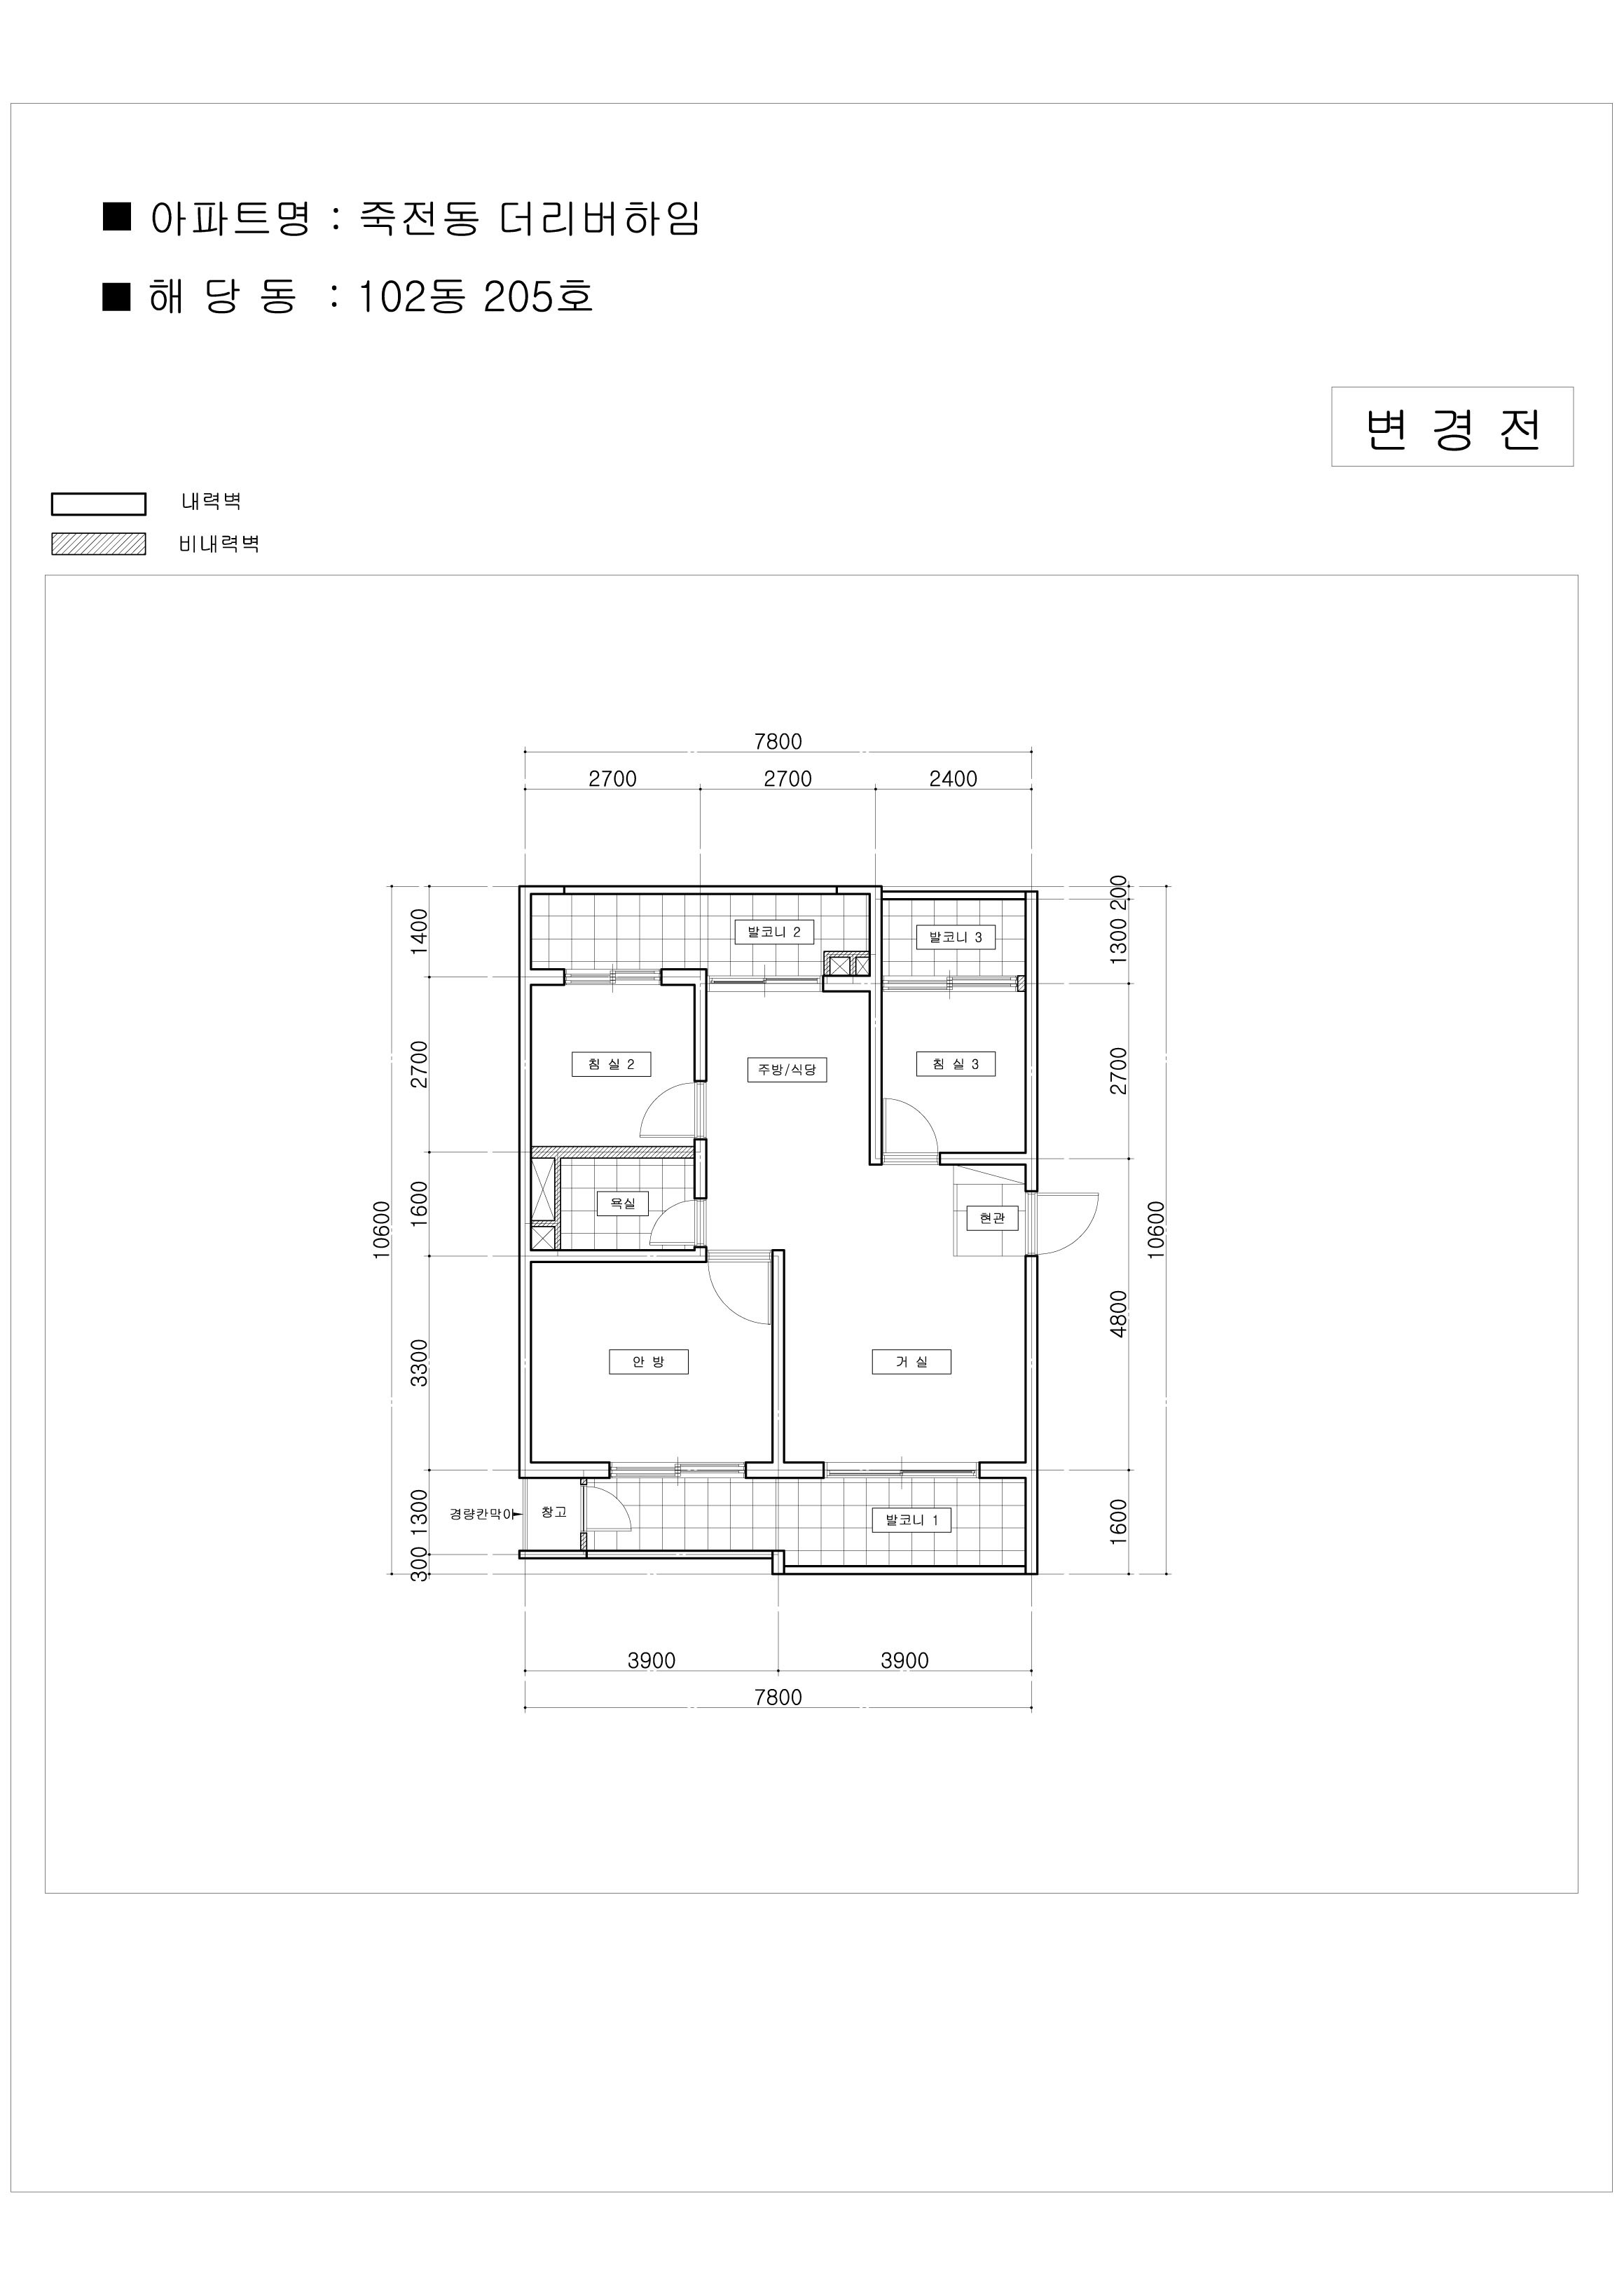 ■ 아파트명 : 죽전동 더리버하임
■ 해 당 동 : 102동 205호
변 경 전
내력벽
비내력벽
7800
2700 2700 2400
1400
2700
1600
3300
1300
300
10600
200
1300
2700
4800
1600
10600
발코니 2
발코니 3
침 실 2
주방/식당
침 실 3
욕실
현관
안 방
거 실
경량칸막이
창고
발코니 1
3900 3900
7800